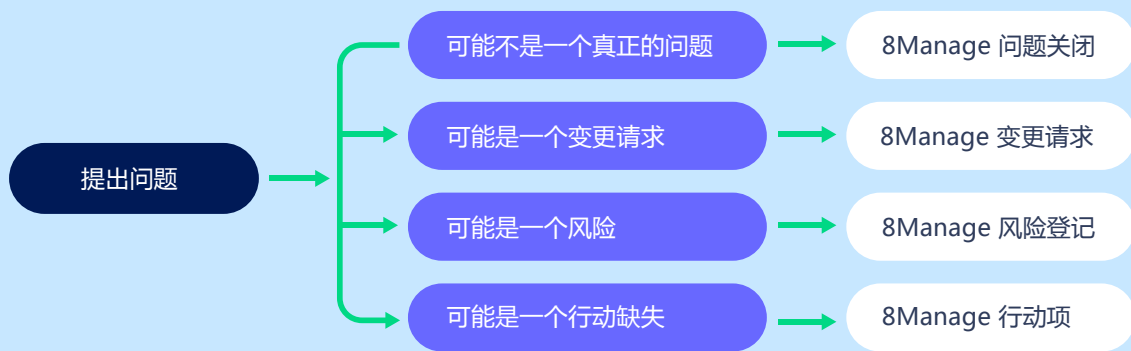 可能不是一个真正的问题
8Manage 问题关闭
可能是一个变更请求
8Manage 变更请求
提出问题
可能是一个风险
8Manage 风险登记
可能是一个行动缺失
8Manage 行动项